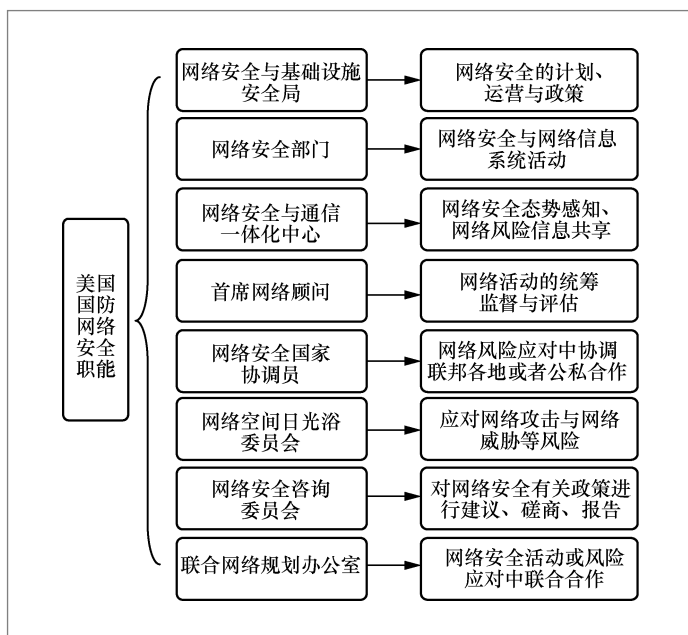 美国
国防
网络
安全
职能
网络安全与基础设施
安全局
网络安全的计划、
运营与政策
网络安全部门
网络安全与网络信息
系统活动
网络安全与通信
一体化中心
网络安全态势感知、
网络风险信息共享
首席网络顾问
网络活动的统筹
监督与评估
网络安全国家
协调员
网络风险应对中协调
联邦各地或者公私合作
网络空间日光浴
委员会
应对网络攻击与网络
威胁等风险
网络安全咨询
委员会
对网络安全有关政策进
行建议、磋商、报告
联合网络规划办公室
网络安全活动或风险
应对中联合合作